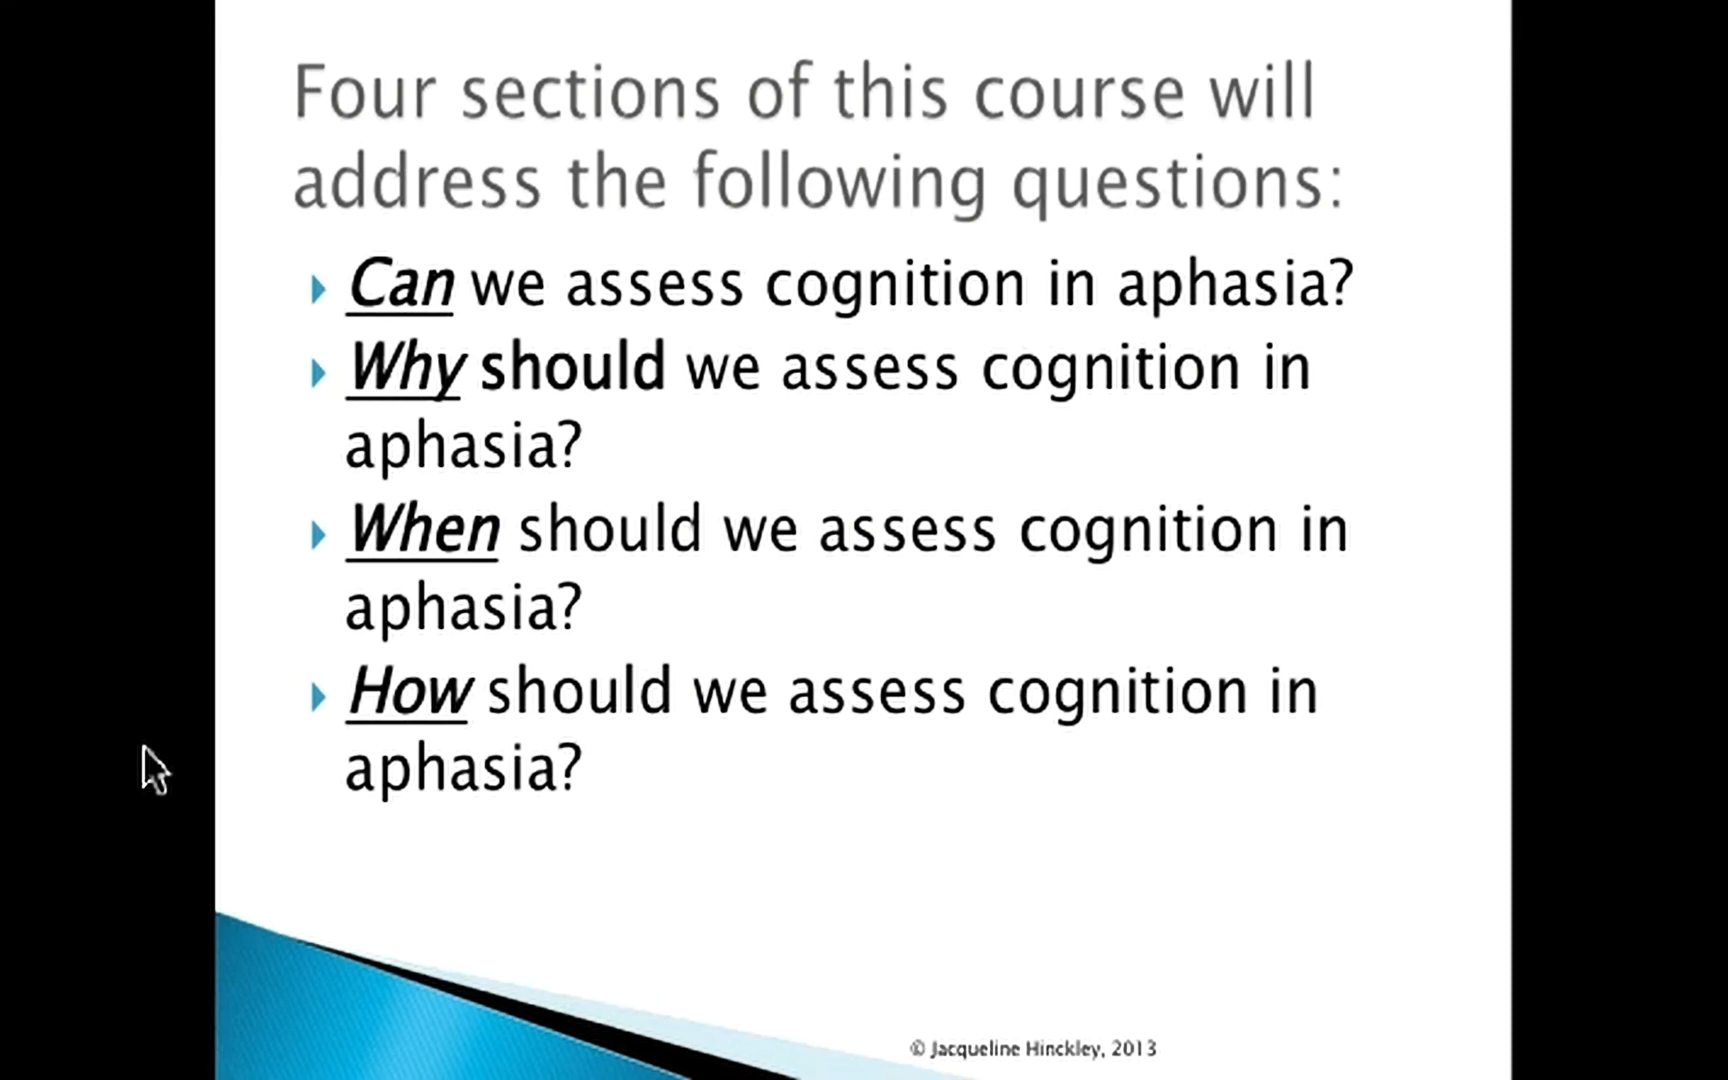 Four sections of this course will
address the following questions:
Can we assess cognition in aphasia?
Why should we assess cognition in
aphasia?
When should we assess cognition in
aphasia?
How should we assess cognition in
aphasia?
© Jacqueline Hinckley, 2013